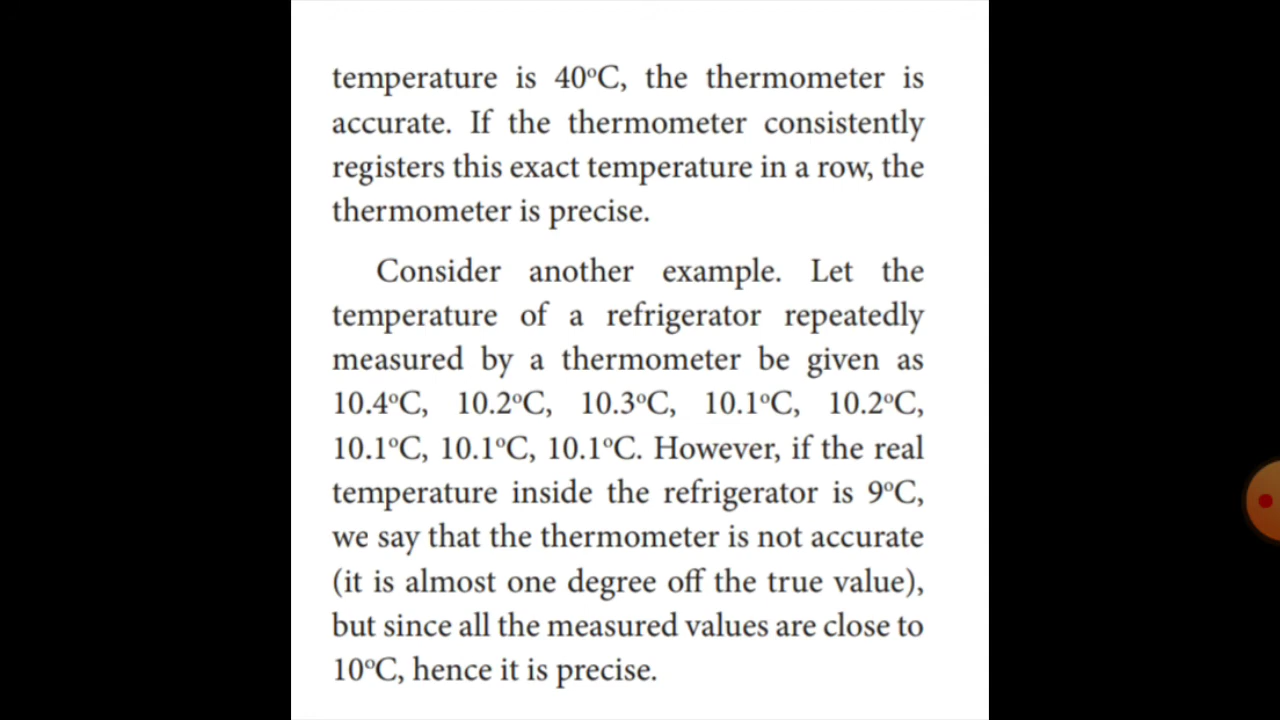 temperature is 40°C, the thermometer is
accurate. If the thermometer consistently
registers this exact temperature in a row, the
thermometer is precise.
Consider another example. Let the
temperature of a refrigerator repeatedly
measured by a thermometer be given as
10.4°C, 10.2°C, 10.3°C, 10.1°C, 10.2°C,
10.1°C, 10.1°C, 10.1°C. However, if the real
temperature inside the refrigerator is 9°C,
we say that the thermometer is not accurate
(it is almost one degree off the true value),
but since all the measured values are close to
10°C, hence it is precise.